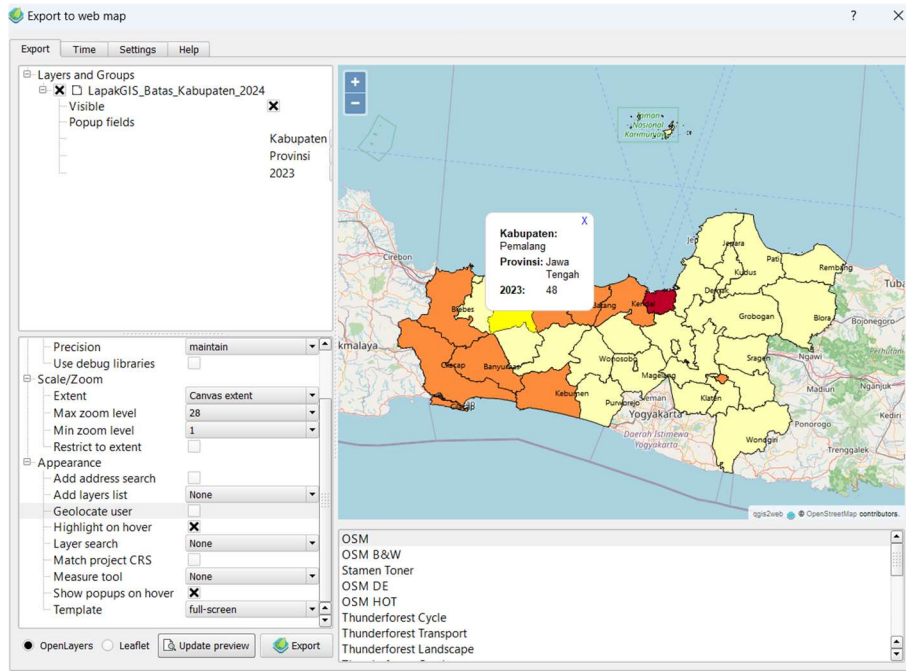 Export to web map
? X
Export Time Settings Help
Layers and Groups
LapakGIS_Batas_Kabupaten_2024
Visible
Popup fields
Kabupaten
Provinsi
2023
Precision maintain
Use debug libraries
Scale/Zoom
Extent Canvas extent
Max zoom level 28
Min zoom level 1
Restrict to extent
Appearance
Add address search
Add layers list None
Geolocate user
Highlight on hover
Layer search None
Match project CRS
Measure tool None
Show popups on hover
Template full-screen
OpenLayers Leaflet Update preview Export
+
−
Taman
Nasional
X
Kabupaten:
Pemalang
Provinsi: Jawa
Tengah
2023: 48
Cirebon
Jepara
Pati
Rembang
Kudus
Tuba
Demak
Brebes
Batang
Kendal
Grobogan
Blora
Bojonegoro
kmalaya
Cilacap
Banyumas
Wonosobo
Magelang
Sragen
Ngawi
Perhutan
Madiun
Nganjuk
Kebumen
Purworejo
Sleman
Klaten
Yogyakarta
Kediri
Ponorogo
Daerah Istimewa
Yogyakarta
Wonogiri
Trenggalek
qgis2web © OpenStreetMap contributors.
OSM
OSM B&W
Stamen Toner
OSM DE
OSM HOT
Thunderforest Cycle
Thunderforest Transport
Thunderforest Landscape